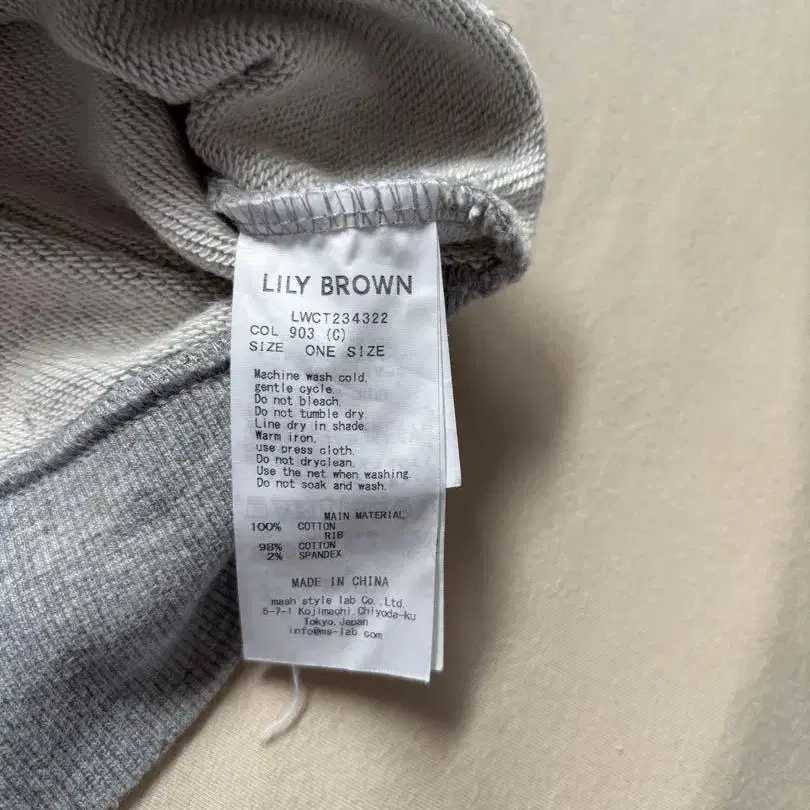 LILY BROWN
LWCT234322
COL 903 (C)
SIZE ONE SIZE
Machine wash cold.
gentle cycle.
Do not bleach.
Do not tumble dry.
Line dry in shade.
Warm iron.
use press cloth.
Do not dryclean.
Use the net when washing.
Do not soak and wash.
MAIN MATERIAL
100% COTTON
RIB
98% COTTON
2% SPANDEX
MADE IN CHINA
mash style lab Co.,Ltd.
5-7-1 Kojimachi Chiyoda-ku
Tokyo.Japan
info@ms-lab.com